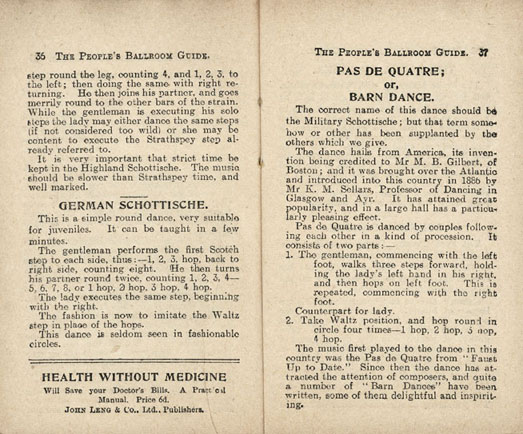 36 THE PEOPLE'S BALLROOM GUIDE.
step round the leg, counting 4, and 1, 2, 3, to
the left; then doing the same with right re-
turning. He then joins his partner, and goes
merrily round to the other bars of the strain.
While the gentleman is executing his solo
steps the lady may either dance the same steps
(if not considered too wild) or she may be
content to execute the Strathspey step al-
ready referred to.
It is very important that strict time be
kept in the Highland Schottische. The music
should be slower than Strathspey time, and
well marked.
GERMAN SCHOTTISCHE.
This is a simple round dance, very suitable
for juveniles. It can be taught in a few
minutes.
The gentleman performs the first Scotch
step to each side, thus:—1, 2, 3, hop, back to
right side, counting eight. He then turns
his partner round twice, counting 1, 2, 3, 4—
5, 6, 7, 8, or 1 hop, 2 hop, 3 hop, 4 hop.
The lady executes the same step, beginning
with the right.
The fashion is now to imitate the Waltz
step in place of the hops.
This dance is seldom seen in fashionable
circles.
HEALTH WITHOUT MEDICINE
Will Save your Doctor's Bills. A Practical
Manual. Price 6d.
JOHN LENG & Co., Ltd., Publishers.
THE PEOPLE'S BALLROOM GUIDE. 37
PAS DE QUATRE;
or,
BARN DANCE.
The correct name of this dance should be
the Military Schottische; but that term some-
how or other has been supplanted by the
others which we give.
The dance hails from America, its inven-
tion being credited to Mr M. B. Gilbert, of
Boston; and it was brought over the Atlantic
and introduced into this country in 1886 by
Mr K. M. Sellars, Professor of Dancing in
Glasgow and Ayr. It has attained great
popularity, and in a large hall has a particu-
larly pleasing effect.
Pas de Quatre is danced by couples follow-
ing each other in a kind of procession. It
consists of two parts:—
1. The gentleman, commencing with the left
foot, walks three steps forward, hold-
ing the lady's left hand in his right,
and then hops on left foot. This is
repeated, commencing with the right
foot.
Counterpart for lady.
2. Take Waltz position, and hop round in
circle four times—1 hop, 2 hop, 3 hop,
4 hop.
The music first played to the dance in this
country was the Pas de Quatre from "Faust
Up to Date." Since then the dance has at-
tracted the attention of composers, and quite
a number of "Barn Dances" have been
written, some of them delightful and inspirit-
ing.